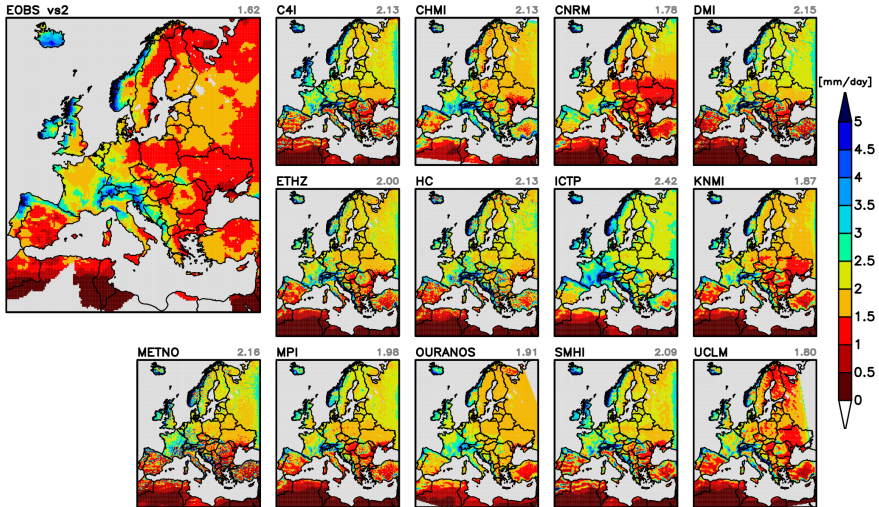 EOBS vs2 1.62
C4I 2.13
CHMI 2.13
CNRM 1.78
DMI 2.15
[mm/day]
5
4.5
4
3.5
3
2.5
2
1.5
1
0.5
0
ETHZ 2.00
HC 2.13
ICTP 2.42
KNMI 1.87
METNO 2.16
MPI 1.98
OURANOS 1.91
SMHI 2.09
UCLM 1.80